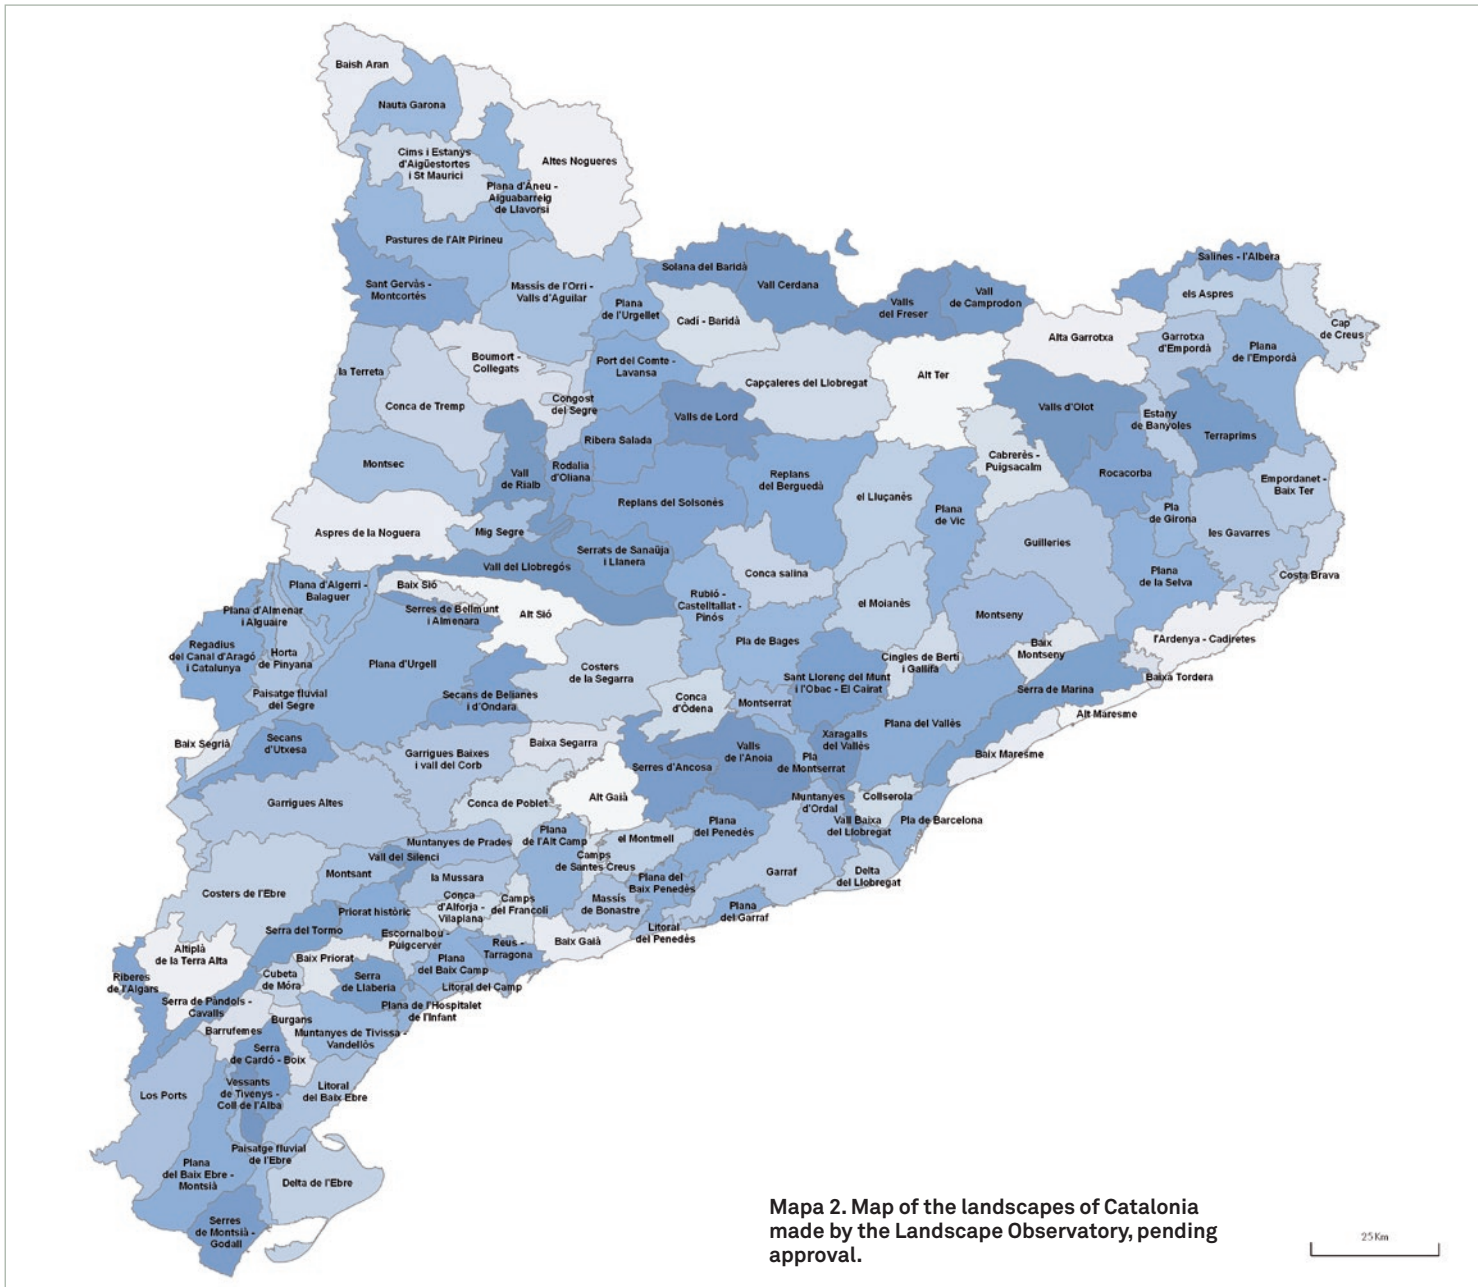 Baish Aran
Nauta Garona
Cims i Estanys
d'Aigüestortes
i St Maurici
Altes Nogueres
Plana d'Àneu -
Aiguabarreig
de Llavorsí
Pastures de l'Alt Pirineu
Sant Gervàs -
Montcortès
Massís de l'Orri -
Valls d'Aguilar
Plana
de l'Urgellet
Solana del Baridà
Vall Cerdana
Cadí - Baridà
Valls
del Freser
Vall
de Camprodon
Salines - l'Albera
els Aspres
Cap
de Creus
Alta Garrotxa
Garrotxa
d'Empordà
Plana
de l'Empordà
la Terreta
Boumort -
Collegats
Conca de Tremp
Congost
del Segre
Port del Comte -
Lavansa
Capçaleres del Llobregat
Alt Ter
Valls d'Olot
Estany
de Banyoles
Terraprims
Valls de Lord
Ribera Salada
Montsec
Vall
de Rialb
Rodalia
d'Oliana
Replans del Solsonès
Replans
del Berguedà
el Lluçanès
Plana
de Vic
Cabrerès -
Puigsacalm
Rocacorba
Pla
de Girona
Empordanet -
Baix Ter
les Gavarres
Guilleries
Aspres de la Noguera
Mig Segre
Serrats de Sanaüja
i Llanera
Vall del Llobregós
Conca salina
Plana
de la Selva
Costa Brava
Plana d'Algerri -
Balaguer
Baix Sió
Serres de Bellmunt
i Almenara
Alt Sió
Rubió -
Castelltallat -
Pinós
el Moianès
Montseny
Plana d'Almenar
i Alguaire
Regadius
del Canal d'Aragó
i Catalunya
Horta
de Pinyana
Plana d'Urgell
Paisatge fluvial
del Segre
Secans de Belianes
i d'Ondara
Costers
de la Segarra
Pla de Bages
Cingles de Bertí
i Gallifa
Baix
Montseny
l'Ardenya - Cadiretes
Baixa Tordera
Sant Llorenç del Munt
i l'Obac - El Cairat
Serra de Marina
Conca
d'Òdena
Montserrat
Alt Maresme
Plana del Vallès
Baix Segrià
Secans
d'Utxesa
Garrigues Baixes
i vall del Corb
Baixa Segarra
Valls
de l'Anoia
Xaragalls
del Vallès
Pla
de Montserrat
Baix Maresme
Serres d'Ancosa
Garrigues Altes
Conca de Poblet
Alt Gaià
Muntanyes
d'Ordal
Collserola
Vall Baixa
del Llobregat
Pla de Barcelona
Plana
del Penedès
Muntanyes de Prades
Plana
de l'Alt Camp
el Montmell
Camps
de Santes Creus
Vall del Silenci
Montsant
la Mussara
Garraf
Delta
del Llobregat
Costers de l'Ebre
Priorat històric
Conca
d'Alforja -
Vilaplana
Camps
del Francolí
Massís
de Bonastre
Plana del
Baix Penedès
Plana
del Garraf
Litoral
del Penedès
Serra del Tormo
Escornalbou -
Puigcerver
Baix Gaià
Altiplà
de la Terra Alta
Baix Priorat
Reus -
Tarragona
Plana
del Baix Camp
Cubeta
de Móra
Serra
de Llaberia
Litoral del Camp
Riberes
de l'Algars
Serra de Pàndols -
Cavalls
Plana de l'Hospitalet
de l'Infant
Burgans
Barrufemes
Muntanyes de Tivissa -
Vandellòs
Serra
de Cardó - Boix
Los Ports
Vessants
de Tivenys -
Coll de l'Alba
Litoral
del Baix Ebre
Paisatge fluvial
de l'Ebre
Plana
del Baix Ebre -
Montsià
Delta de l'Ebre
Serres
de Montsià -
Godall
Mapa 2. Map of the landscapes of Catalonia
made by the Landscape Observatory, pending
approval.
25 Km